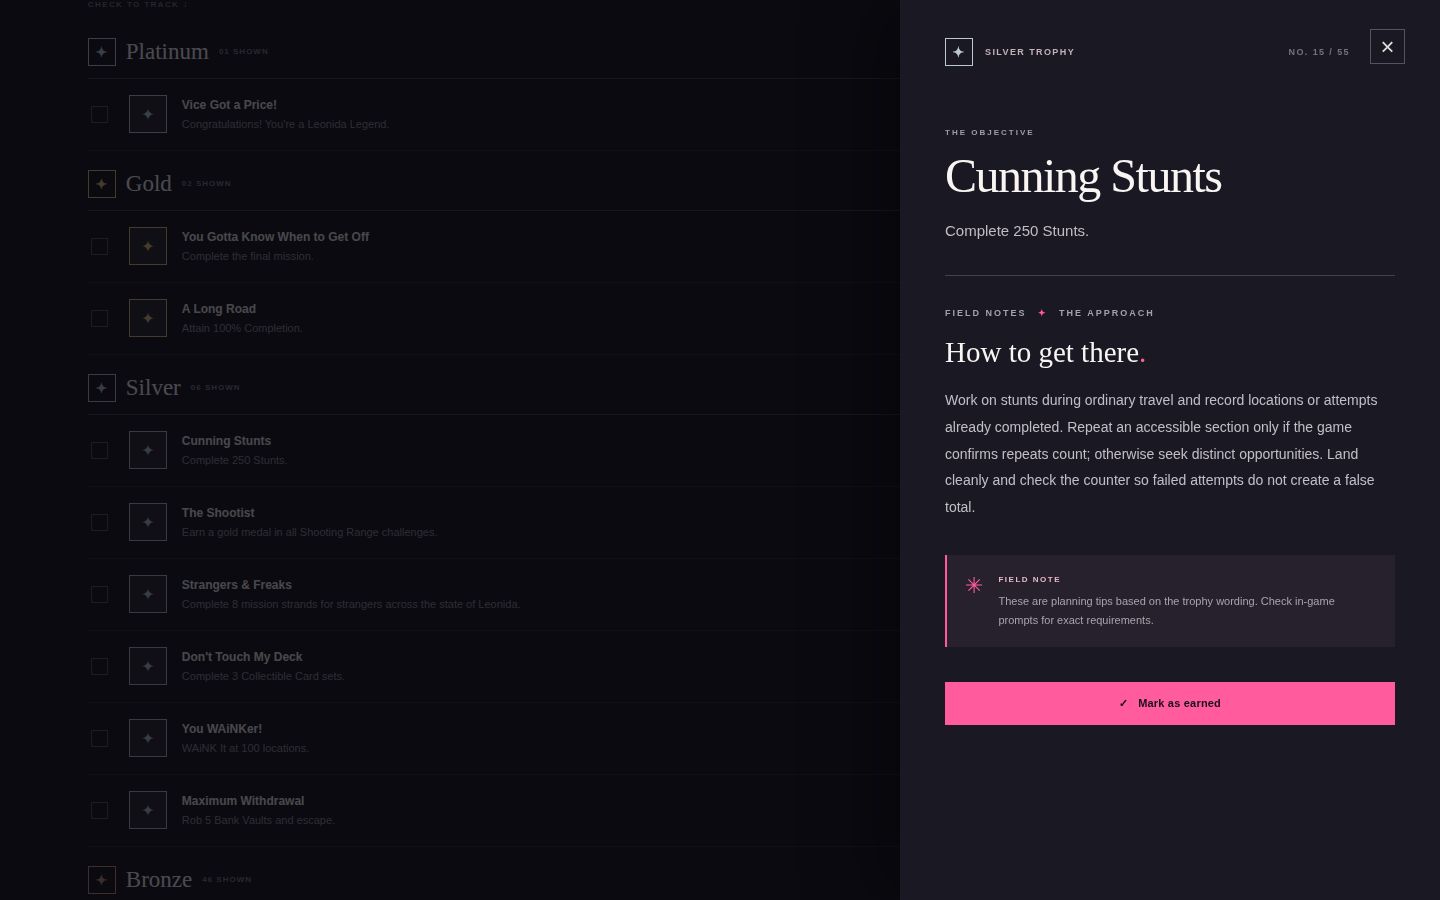 CHECK TO TRACK ↓
Platinum 01 SHOWN
Vice Got a Price!
Congratulations! You're a Leonida Legend.
Gold 02 SHOWN
You Gotta Know When to Get Off
Complete the final mission.
A Long Road
Attain 100% Completion.
Silver 06 SHOWN
Cunning Stunts
Complete 250 Stunts.
The Shootist
Earn a gold medal in all Shooting Range challenges.
Strangers & Freaks
Complete 8 mission strands for strangers across the state of Leonida.
Don't Touch My Deck
Complete 3 Collectible Card sets.
You WAiNKer!
WAiNK It at 100 locations.
Maximum Withdrawal
Rob 5 Bank Vaults and escape.
Bronze 46 SHOWN
SILVER TROPHY
NO. 15 / 55
THE OBJECTIVE
Cunning Stunts
Complete 250 Stunts.
FIELD NOTES ✦ THE APPROACH
How to get there.
Work on stunts during ordinary travel and record locations or attempts
already completed. Repeat an accessible section only if the game
confirms repeats count; otherwise seek distinct opportunities. Land
cleanly and check the counter so failed attempts do not create a false
total.
FIELD NOTE
These are planning tips based on the trophy wording. Check in-game
prompts for exact requirements.
✓ Mark as earned